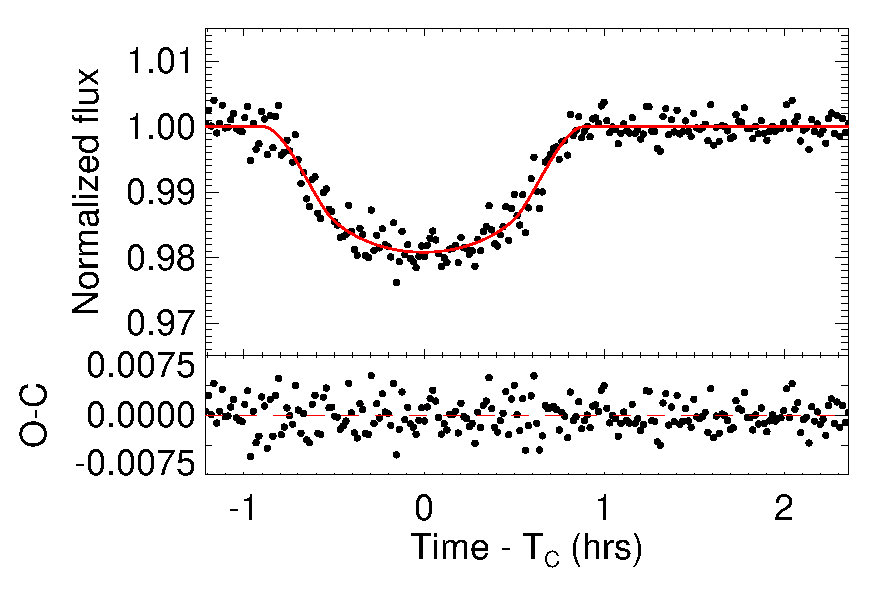 Normalized flux
1.01
1.00
0.99
0.98
0.97
O-C
0.0075
0.0000
-0.0075
-1 0 1 2
Time - T_C (hrs)